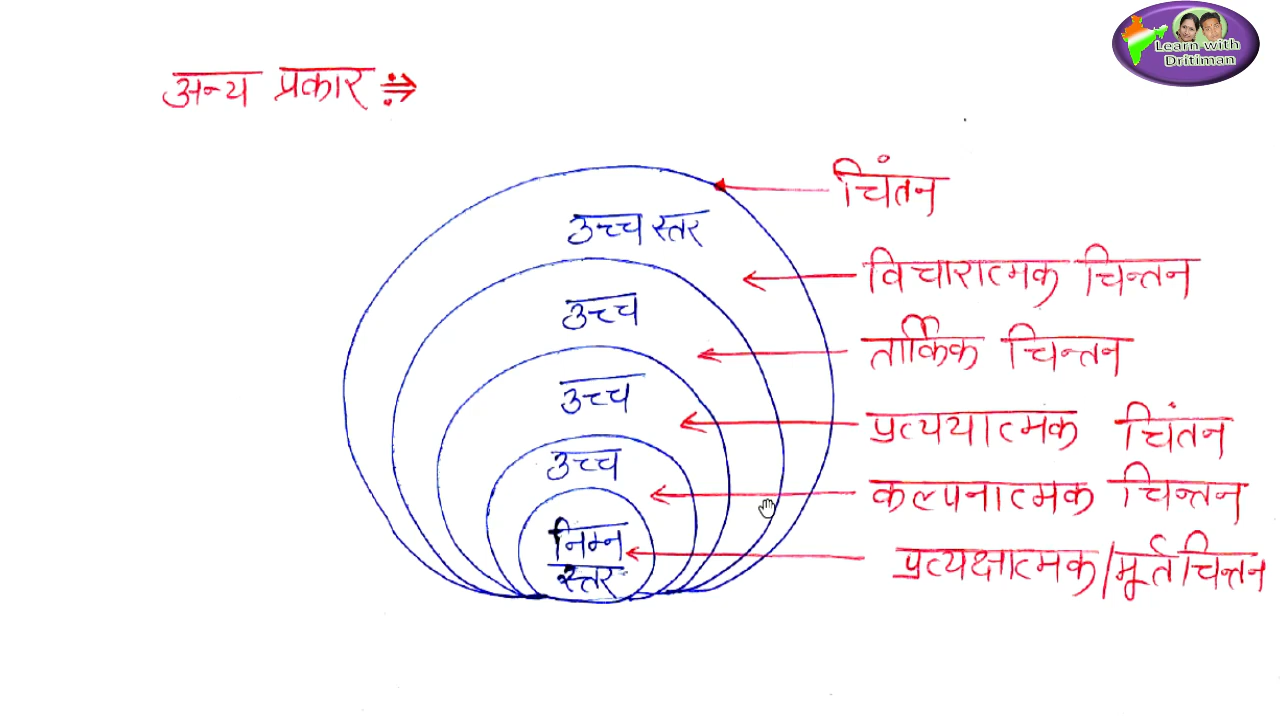 Learn with
Dritiman
अन्य प्रकार
चिंतन
उच्च स्तर
विचारात्मक चिन्तन
उच्च
तार्किक चिन्तन
उच्च
प्रत्ययात्मक चिंतन
उच्च
कल्पनात्मक चिन्तन
निम्न
स्तर
प्रत्यक्षात्मक/मूर्त चिन्तन